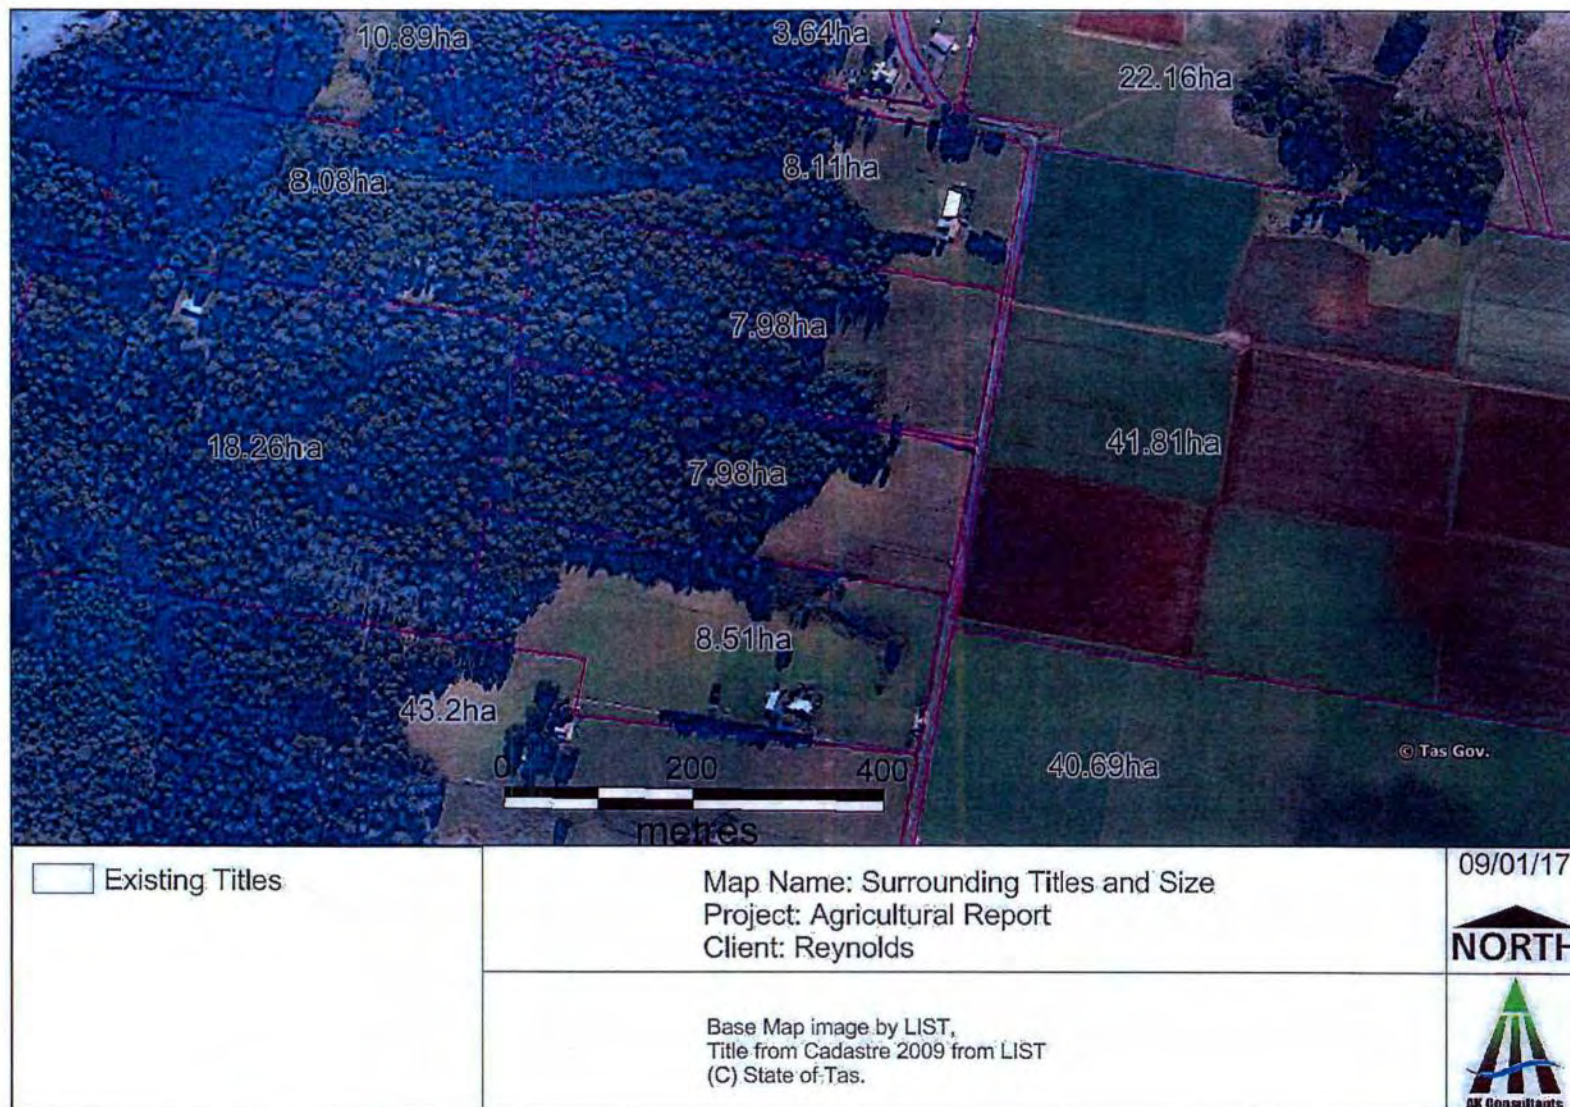 10.89ha
3.64ha
22.16ha
8.11ha
8.08ha
7.98ha
18.26ha
7.98ha
41.81ha
8.51ha
43.2ha
40.69ha
© Tas Gov.
0 200 400
metres
Existing Titles
Map Name: Surrounding Titles and Size
Project: Agricultural Report
Client: Reynolds
09/01/17
NORTH
Base Map image by LIST,
Title from Cadastre 2009 from LIST
(C) State of Tas.
AK Consultants